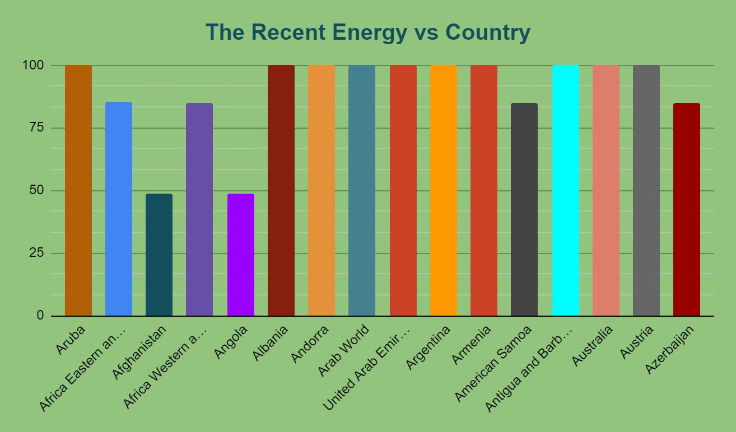 The Recent Energy vs Country
100
75
50
25
0
Aruba
Africa Eastern an…
Afghanistan
Africa Western a…
Angola
Albania
Andorra
Arab World
United Arab Emir…
Argentina
Armenia
American Samoa
Antigua and Barb…
Australia
Austria
Azerbaijan